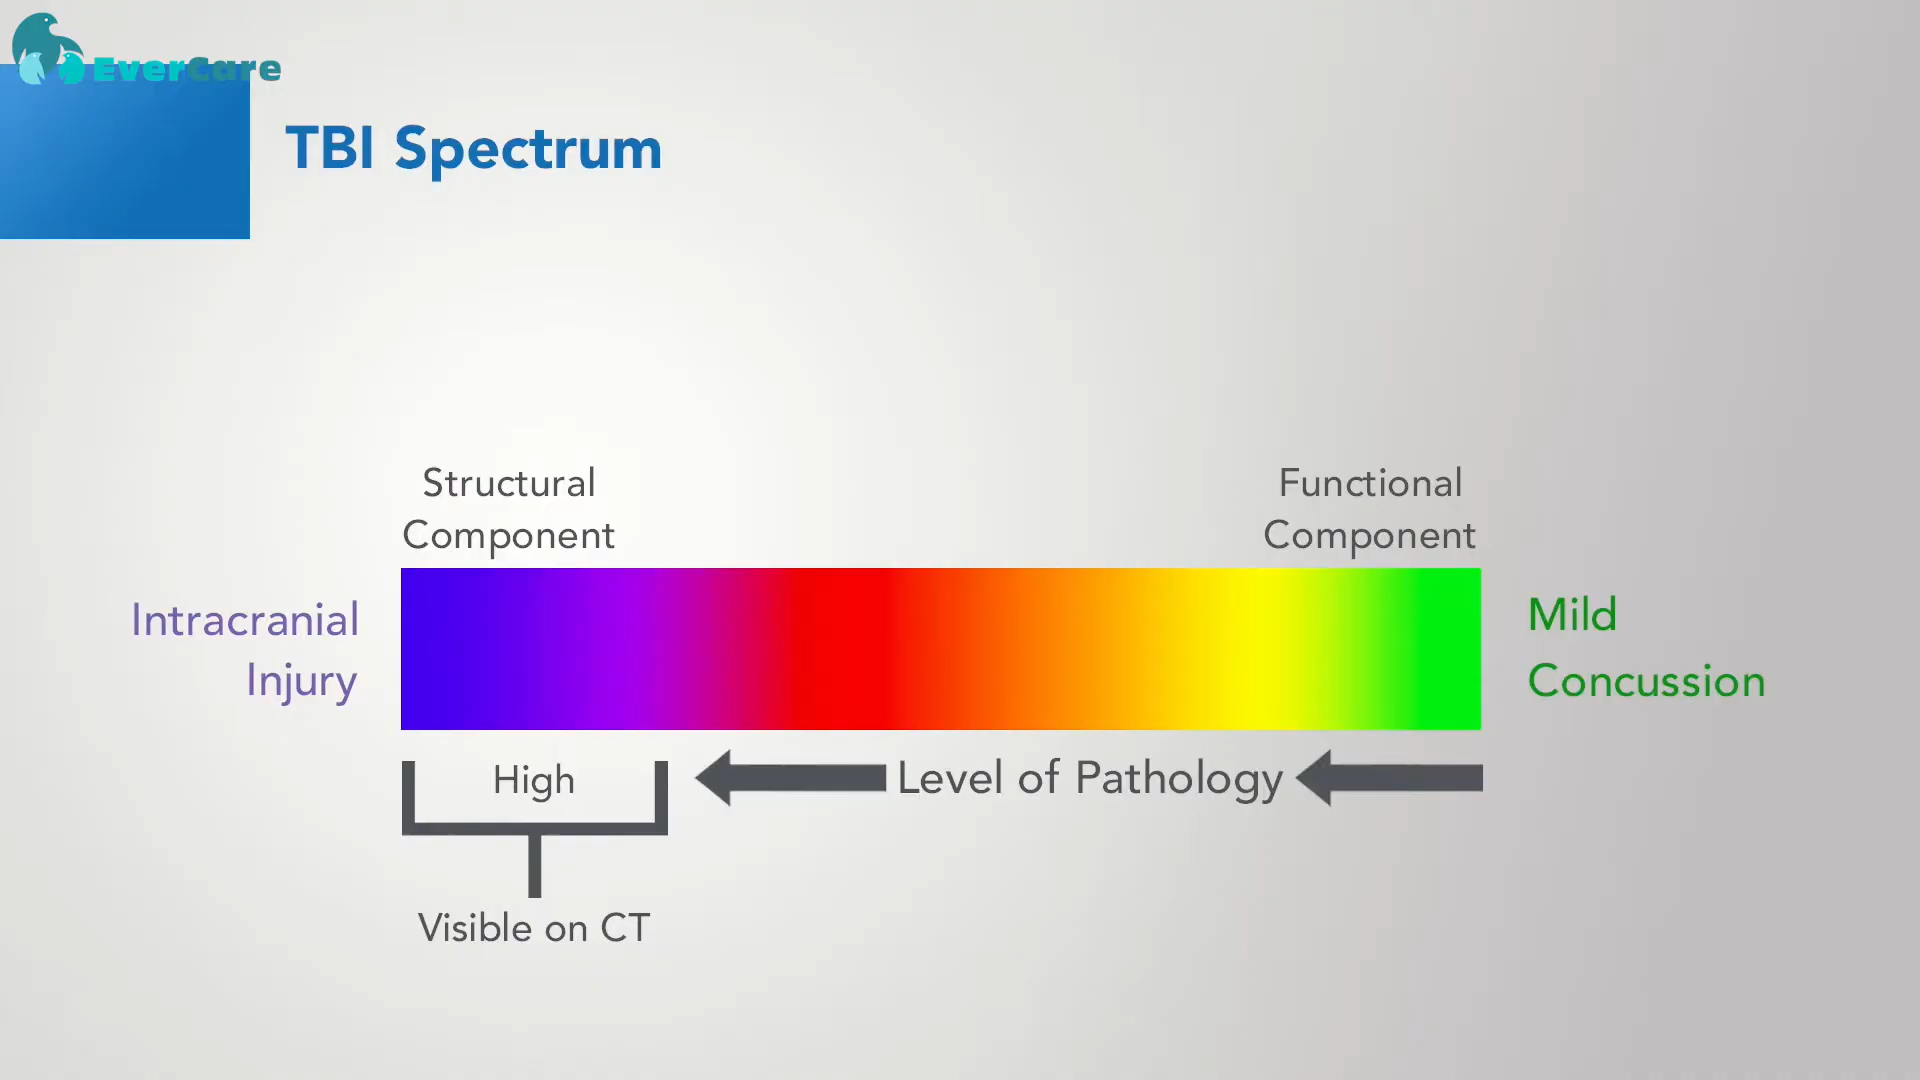 EverCare
TBI Spectrum
Structural
Component
Functional
Component
Intracranial
Injury
Mild
Concussion
High
Level of Pathology
Visible on CT